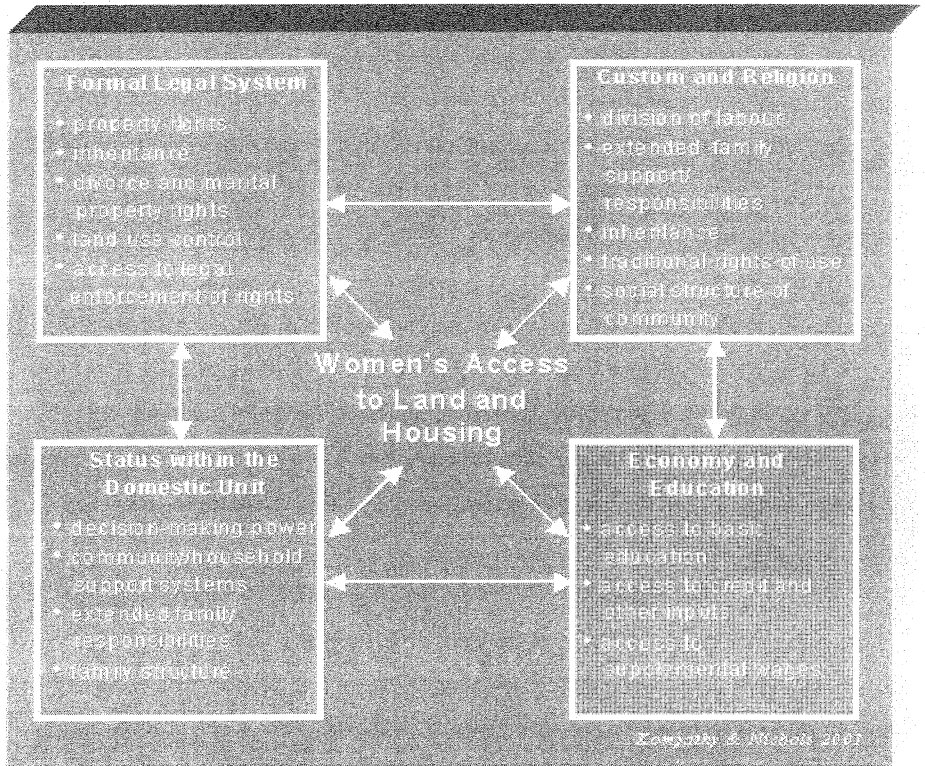 Formal Legal System
• property rights
• inheritance
• divorce and marital
property rights
• land use control
• access to legal
enforcement of rights
Custom and Religion
• division of labour
• extended family
support/
responsibilities
• inheritance
• traditional rights of use
• social structure of
community
Women's Access
to Land and
Housing
Status within the
Domestic Unit
• decision-making power
• community/household
support systems
• extended family
responsibilities
• family structure
Economy and
Education
• access to basic
education
• access to credit and
other inputs
• access to
supplemental wages
& Nichols